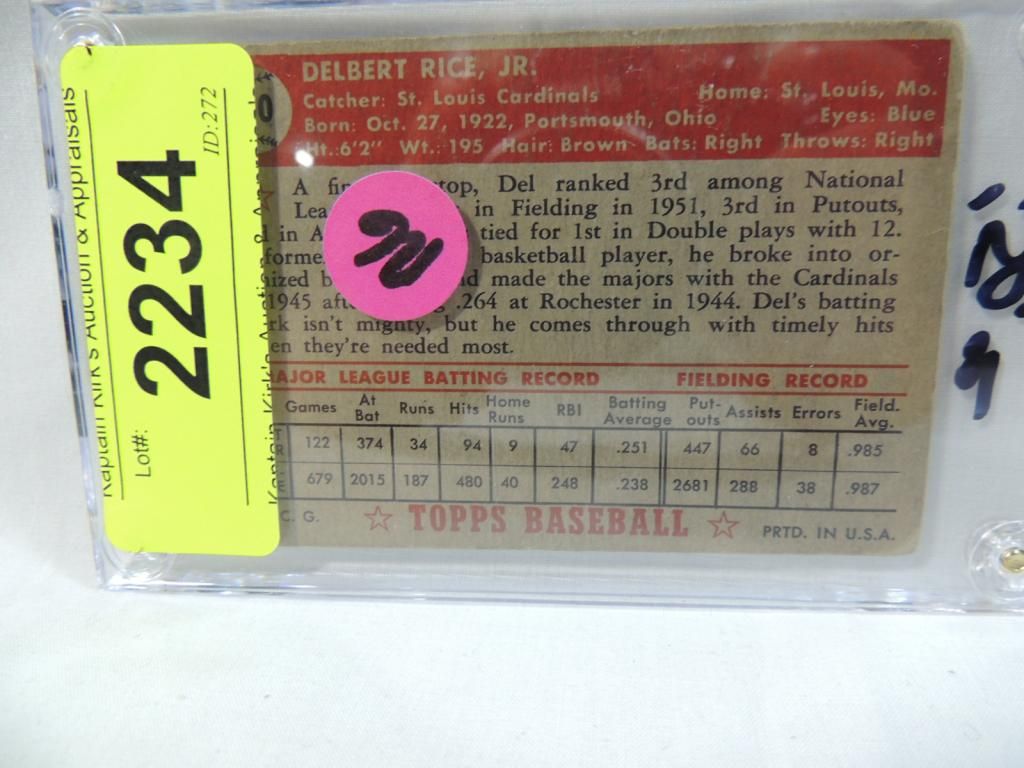 Kaptain Kirk's Auction & Appraisals
Lot#:
2234
ID:272
Kaptain Kirk's Auction &
0
DELBERT RICE, JR.
Catcher: St. Louis Cardinals Home: St. Louis, Mo.
Born: Oct. 27, 1922, Portsmouth, Ohio Eyes: Blue
Ht.:6'2" Wt.: 195 Hair: Brown Bats: Right Throws: Right
A top, Del ranked 3rd among National
in Fielding in 1951, 3rd in Putouts,
in tied for 1st in Double plays with 12.
basketball player, he broke into or-
made the majors with the Cardinals
1945 .264 at Rochester in 1944. Del's batting
isn't mighty, but he comes through with timely hits
they're needed most.
AJOR LEAGUE BATTING RECORD FIELDING RECORD
Games At Bat Runs Hits Home Runs RBI Batting Average Put-outs Assists Errors Field. Avg.
122 374 34 94 9 47 .251 447 66 8 .985
679 2015 187 480 40 248 .238 2681 288 38 .987
C. G. ☆ TOPPS BASEBALL ☆ PRTD. IN U.S.A.